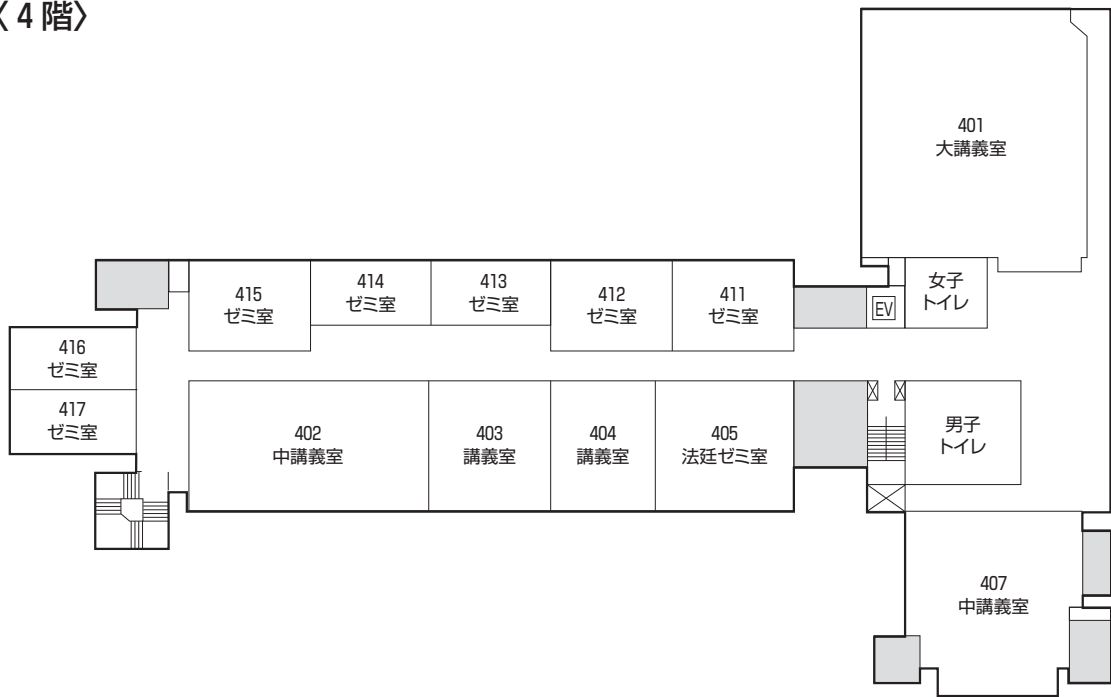 〈4階〉
401
大講義室
415
ゼミ室
414
ゼミ室
413
ゼミ室
412
ゼミ室
411
ゼミ室
EV
女子
トイレ
416
ゼミ室
417
ゼミ室
402
中講義室
403
講義室
404
講義室
405
法廷ゼミ室
男子
トイレ
407
中講義室